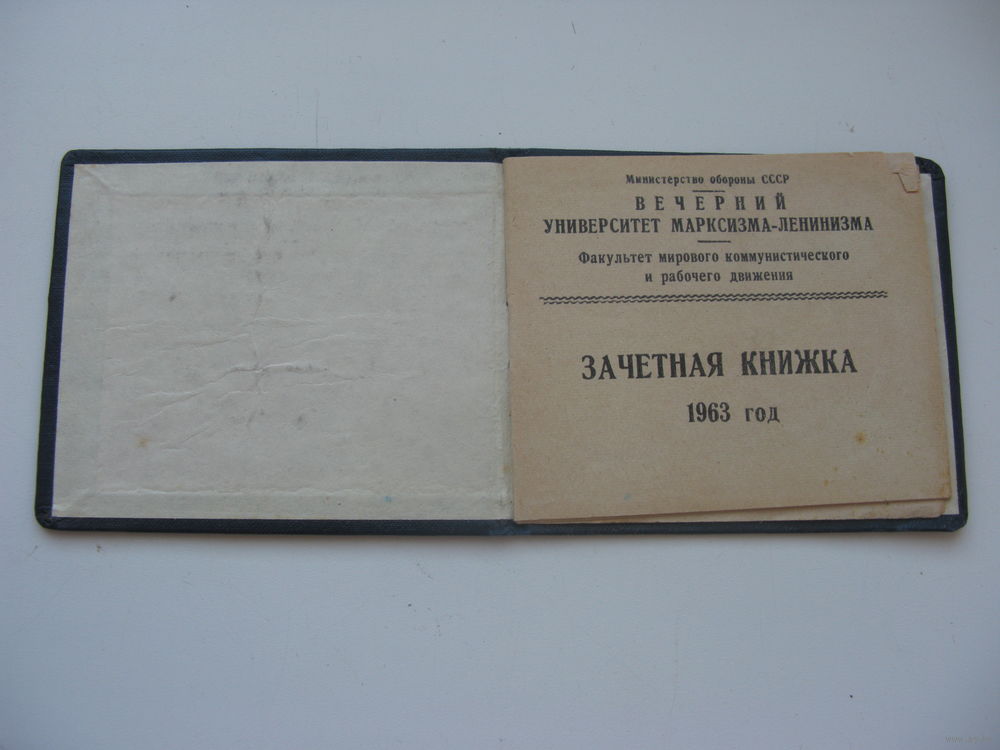 Министерство обороны СССР
ВЕЧЕРНИЙ
УНИВЕРСИТЕТ МАРКСИЗМА-ЛЕНИНИЗМА
Факультет мирового коммунистического
и рабочего движения
ЗАЧЕТНАЯ КНИЖКА
1963 год